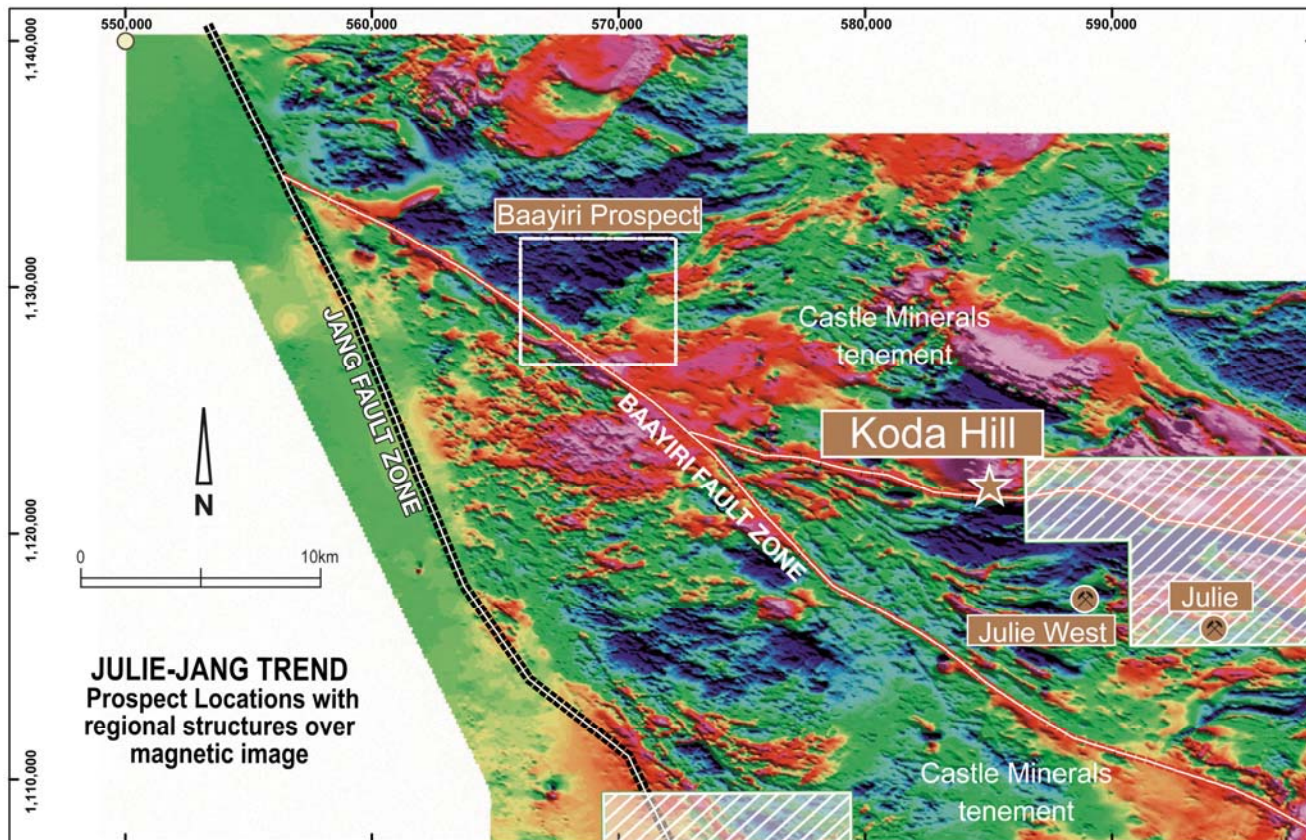 550,000
560,000
570,000
580,000
590,000
1,140,000
1,130,000
1,120,000
1,110,000
Baayiri Prospect
Castle Minerals
tenement
JANG FAULT ZONE
BAAYIRI FAULT ZONE
Koda Hill
N
0
10km
Julie West
Julie
JULIE-JANG TREND
Prospect Locations with
regional structures over
magnetic image
Castle Minerals
tenement